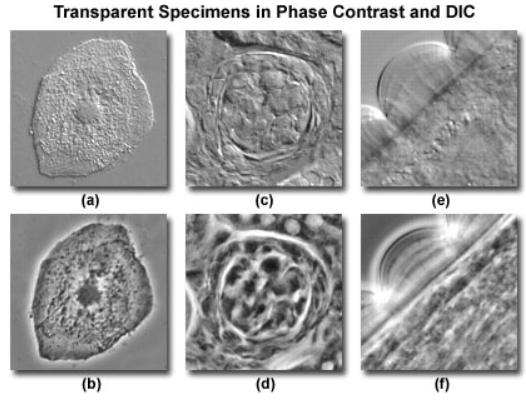 Transparent Specimens in Phase Contrast and DIC
(a) (c) (e)
(b) (d) (f)